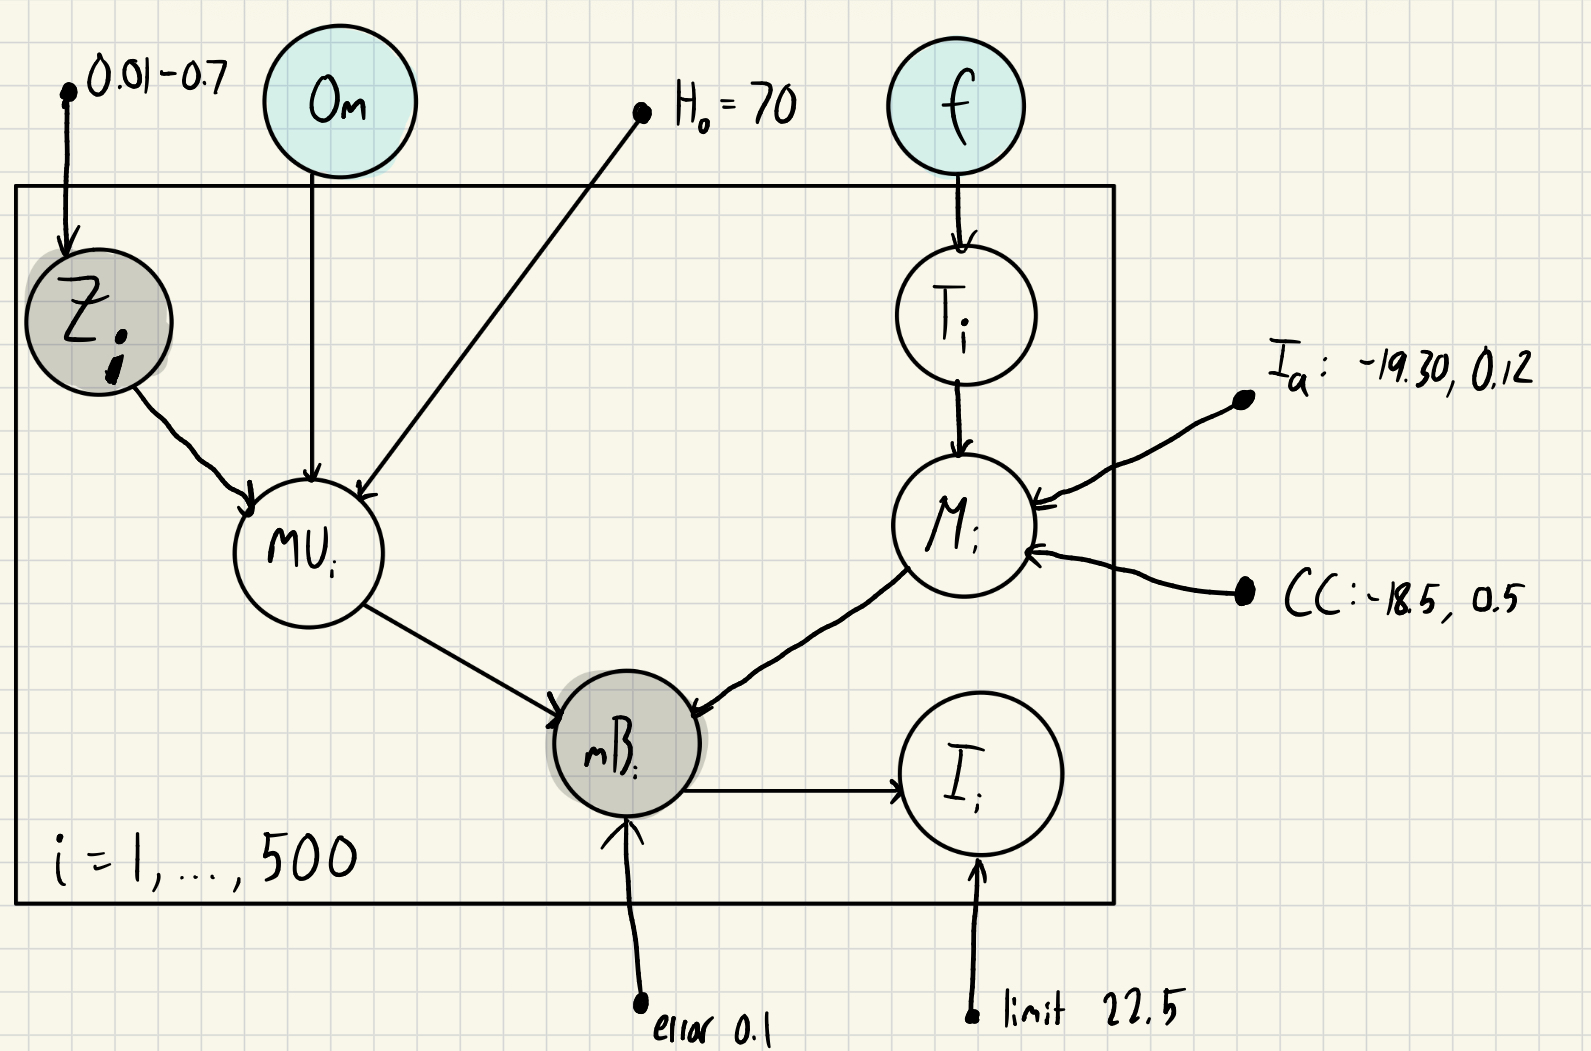 0.01-0.7
Om
H₀ = 70
f
Zi
Ti
Ia: -19.30, 0.12
MUi
Mi
CC: -18.5, 0.5
mBi
Ii
i = 1, ..., 500
error 0.1
limit 22.5